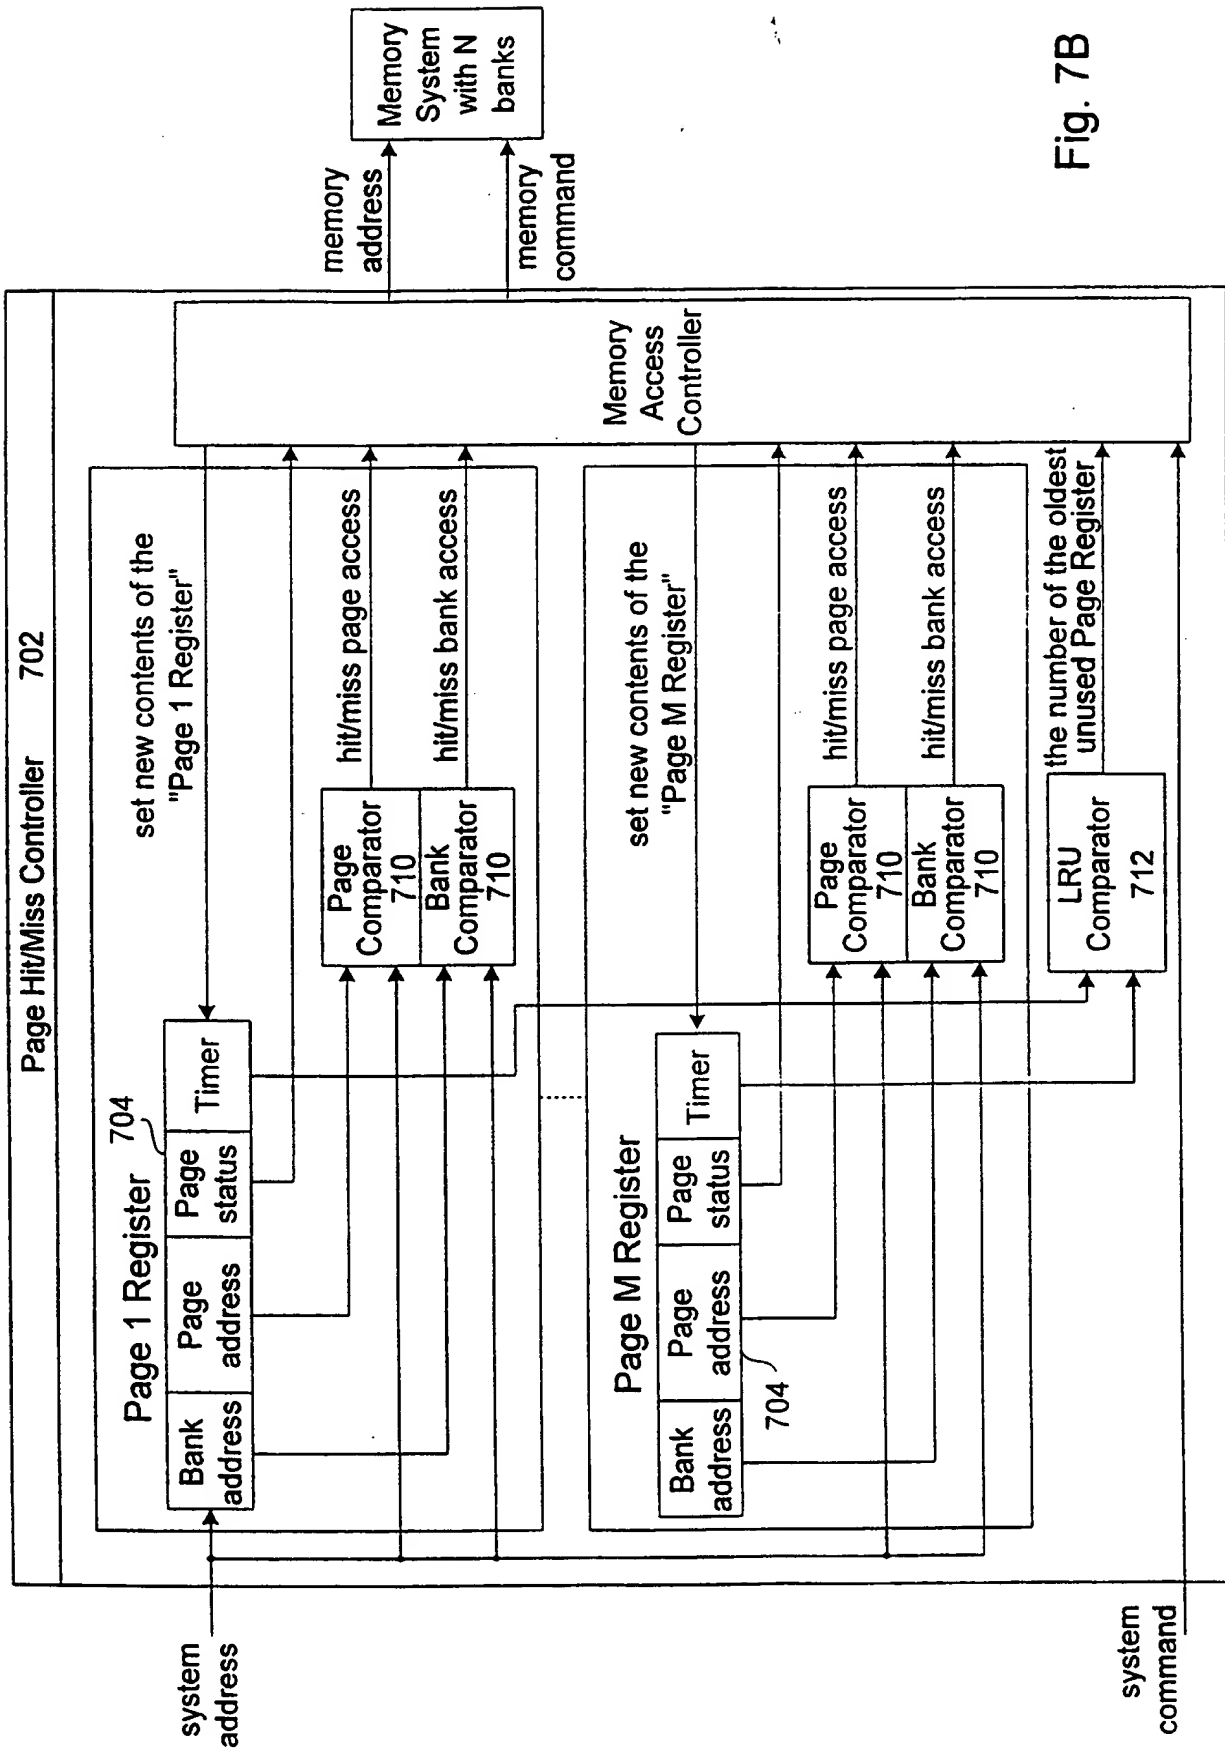 Page Hit/Miss Controller 702
system
address
Page 1 Register
704
Bank
address
Page
address
Page
status
Timer
set new contents of the
"Page 1 Register"
Page
Comparator
710
Bank
Comparator
710
hit/miss page access
hit/miss bank access
Page M Register
Bank
address
Page
address
Page
status
Timer
704
set new contents of the
"Page M Register"
Page
Comparator
710
Bank
Comparator
710
hit/miss page access
hit/miss bank access
LRU
Comparator
712
the number of the oldest
unused Page Register
system
command
Memory
Access
Controller
memory
address
memory
command
Memory
System
with N
banks
Fig. 7B